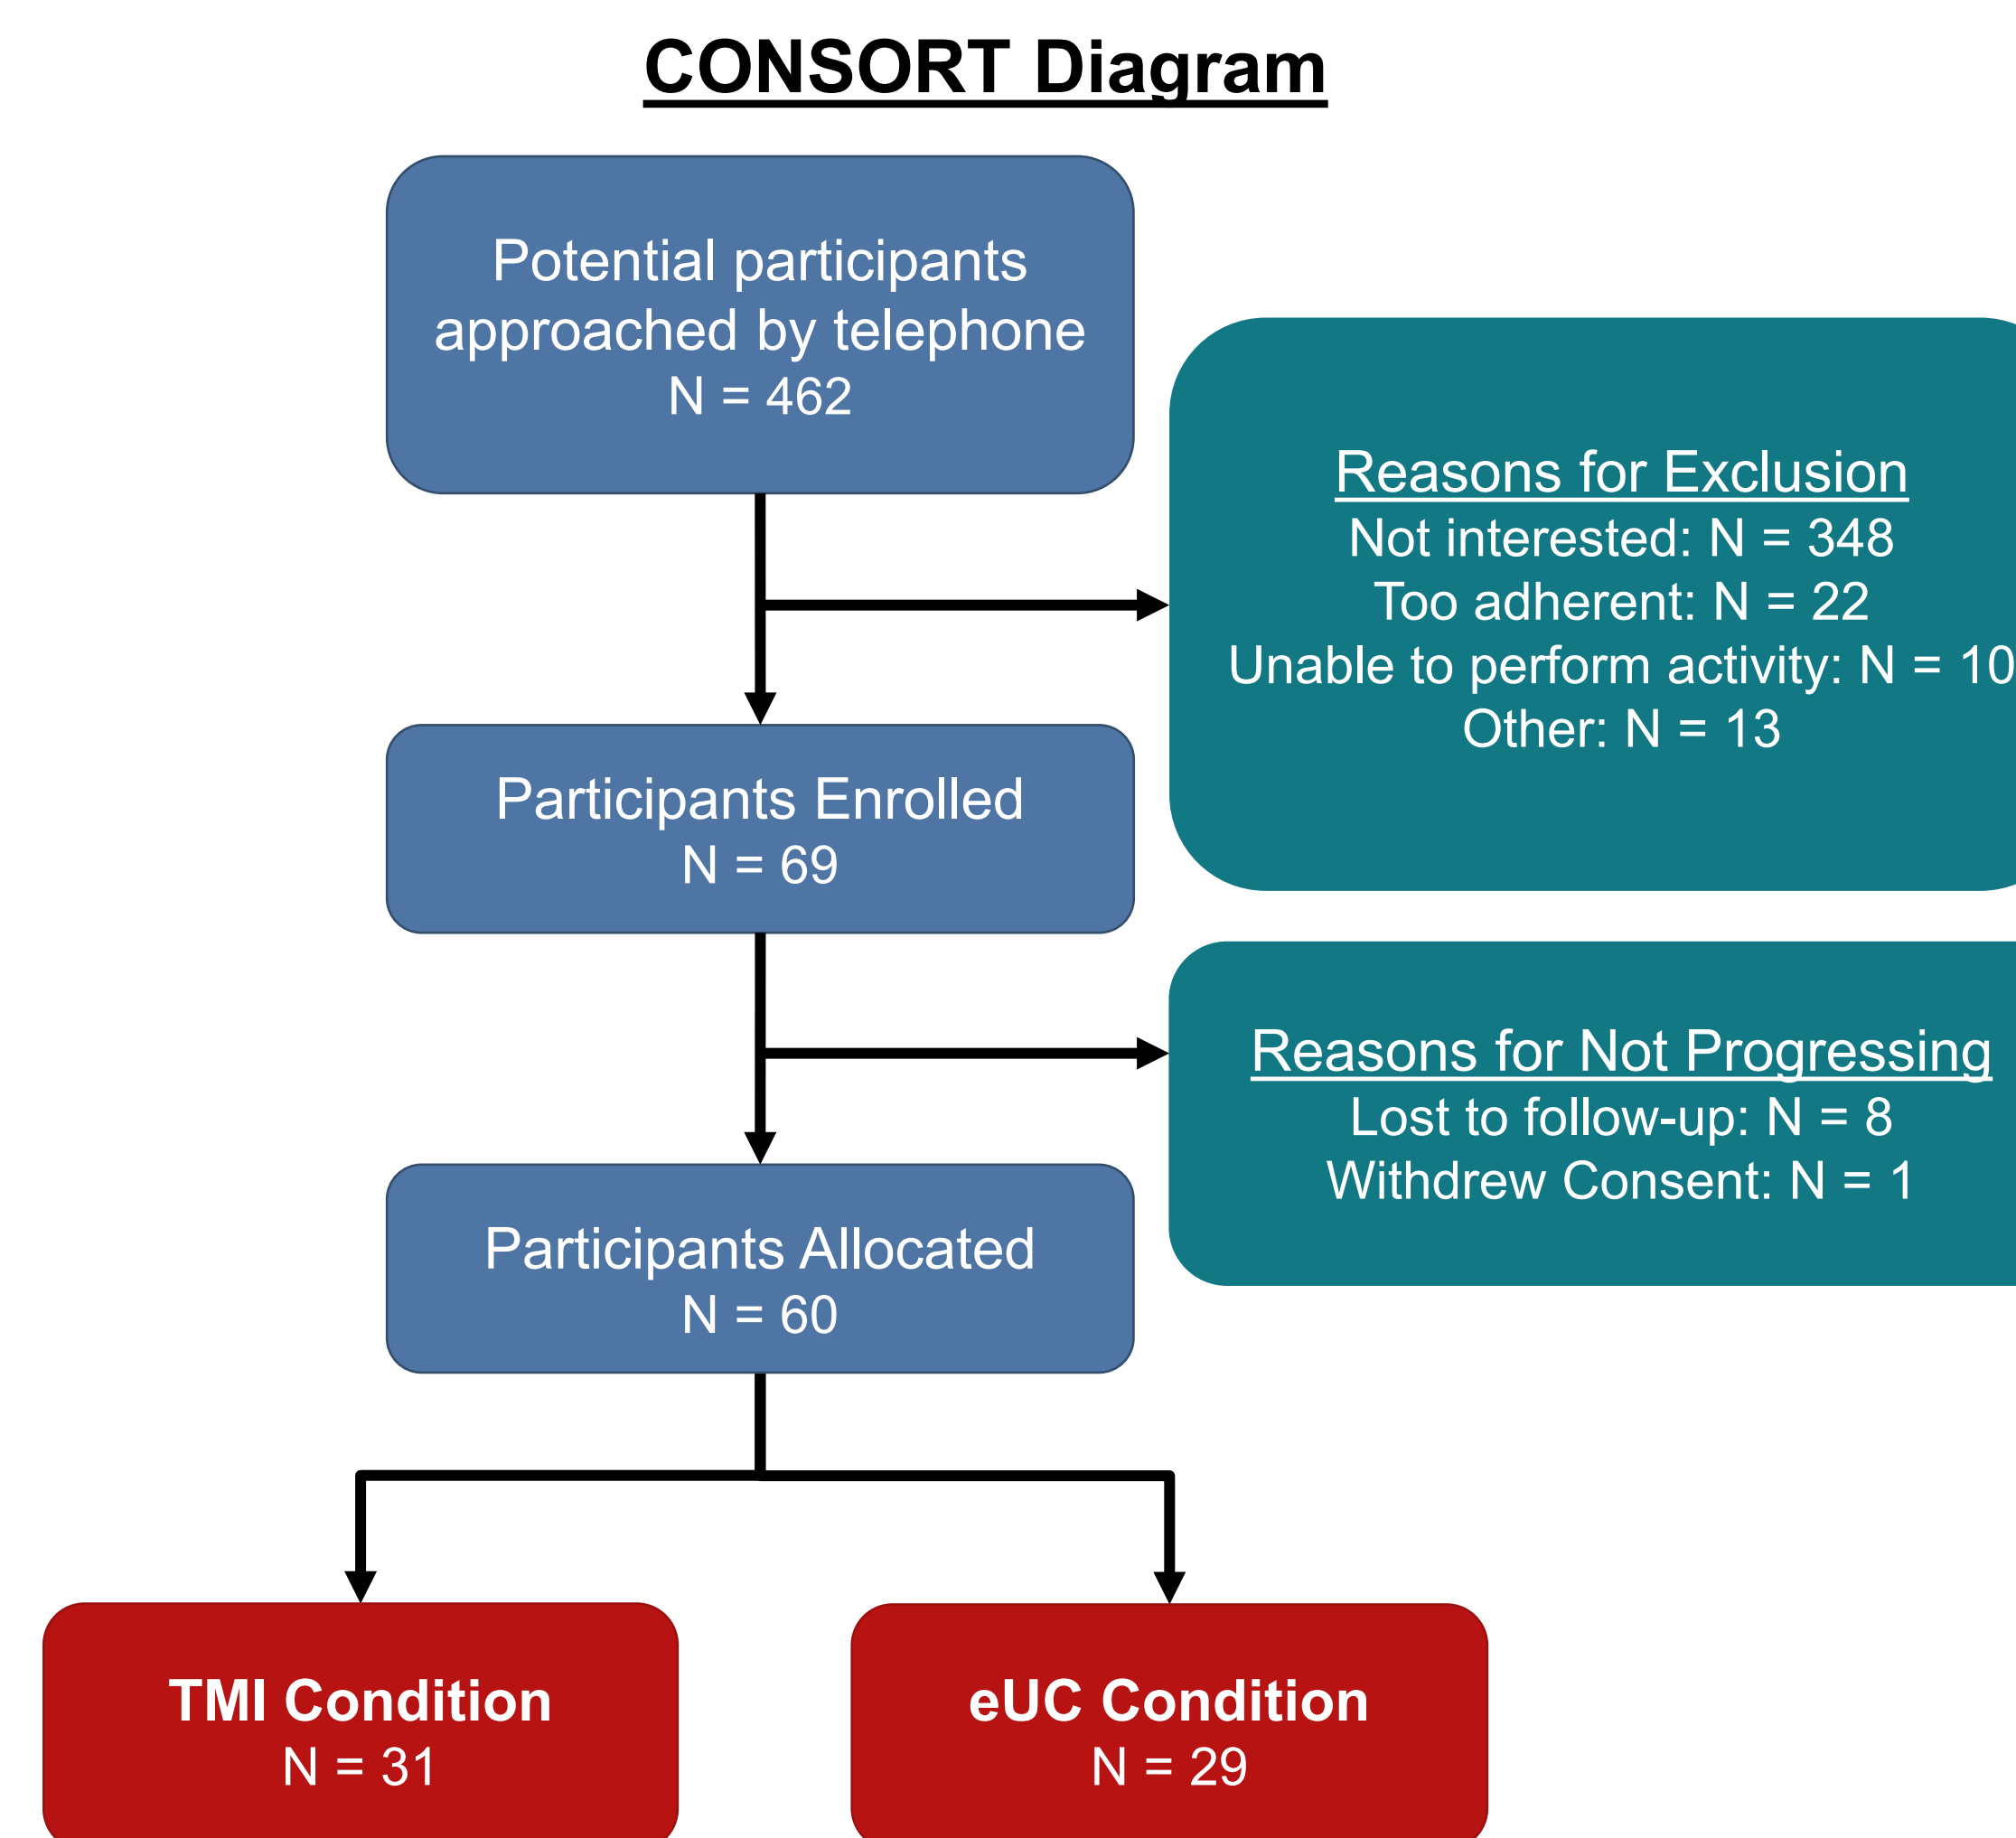 CONSORT Diagram
Potential participants
approached by telephone
N = 462
Reasons for Exclusion
Not interested: N = 348
Too adherent: N = 22
Unable to perform activity: N = 10
Other: N = 13
Participants Enrolled
N = 69
Reasons for Not Progressing
Lost to follow-up: N = 8
Withdrew Consent: N = 1
Participants Allocated
N = 60
TMI Condition
N = 31
eUC Condition
N = 29